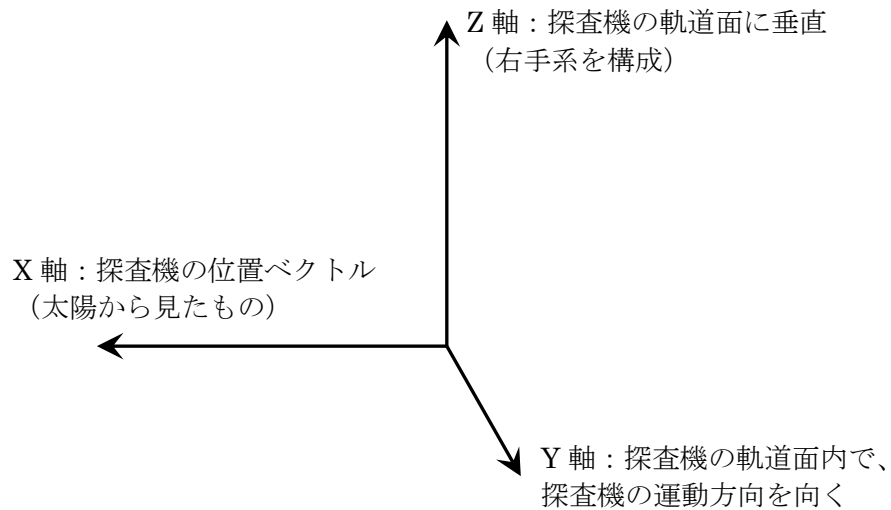 Z 軸：探査機の軌道面に垂直
（右手系を構成）
X 軸：探査機の位置ベクトル
（太陽から見たもの）
Y 軸：探査機の軌道面内で、
探査機の運動方向を向く